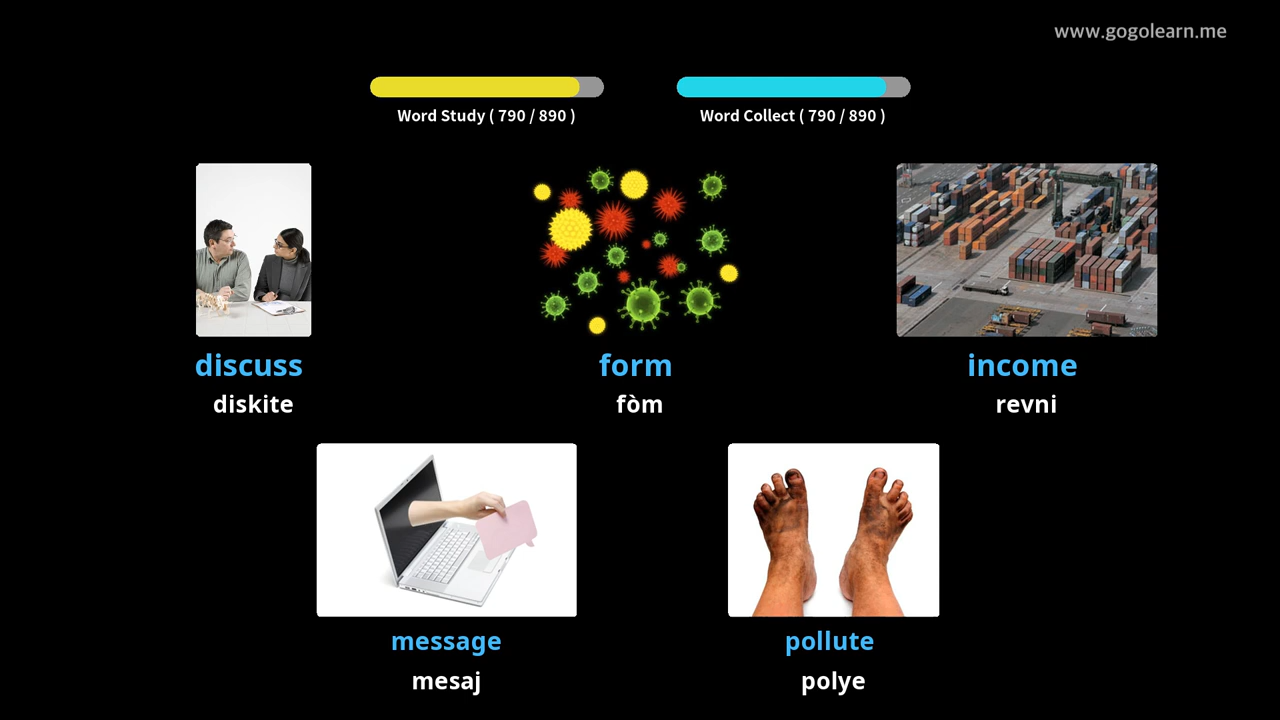 www.gogolearn.me
Word Study ( 790 / 890 )
Word Collect ( 790 / 890 )
discuss
diskite
form
fòm
income
revni
message
mesaj
pollute
polye